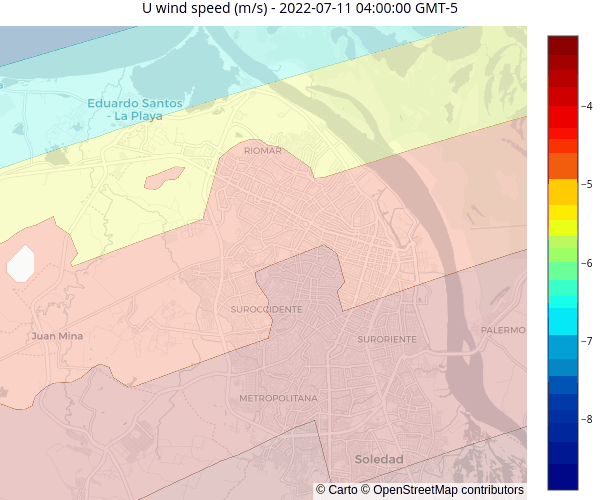 U wind speed (m/s) - 2022-07-11 04:00:00 GMT-5
Eduardo Santos
- La Playa
RIOMAR
SUROCCIDENTE
Juan Mina
SURORIENTE
PALERMO
METROPOLITANA
Soledad
© Carto © OpenStreetMap contributors
−4
−5
−6
−7
−8